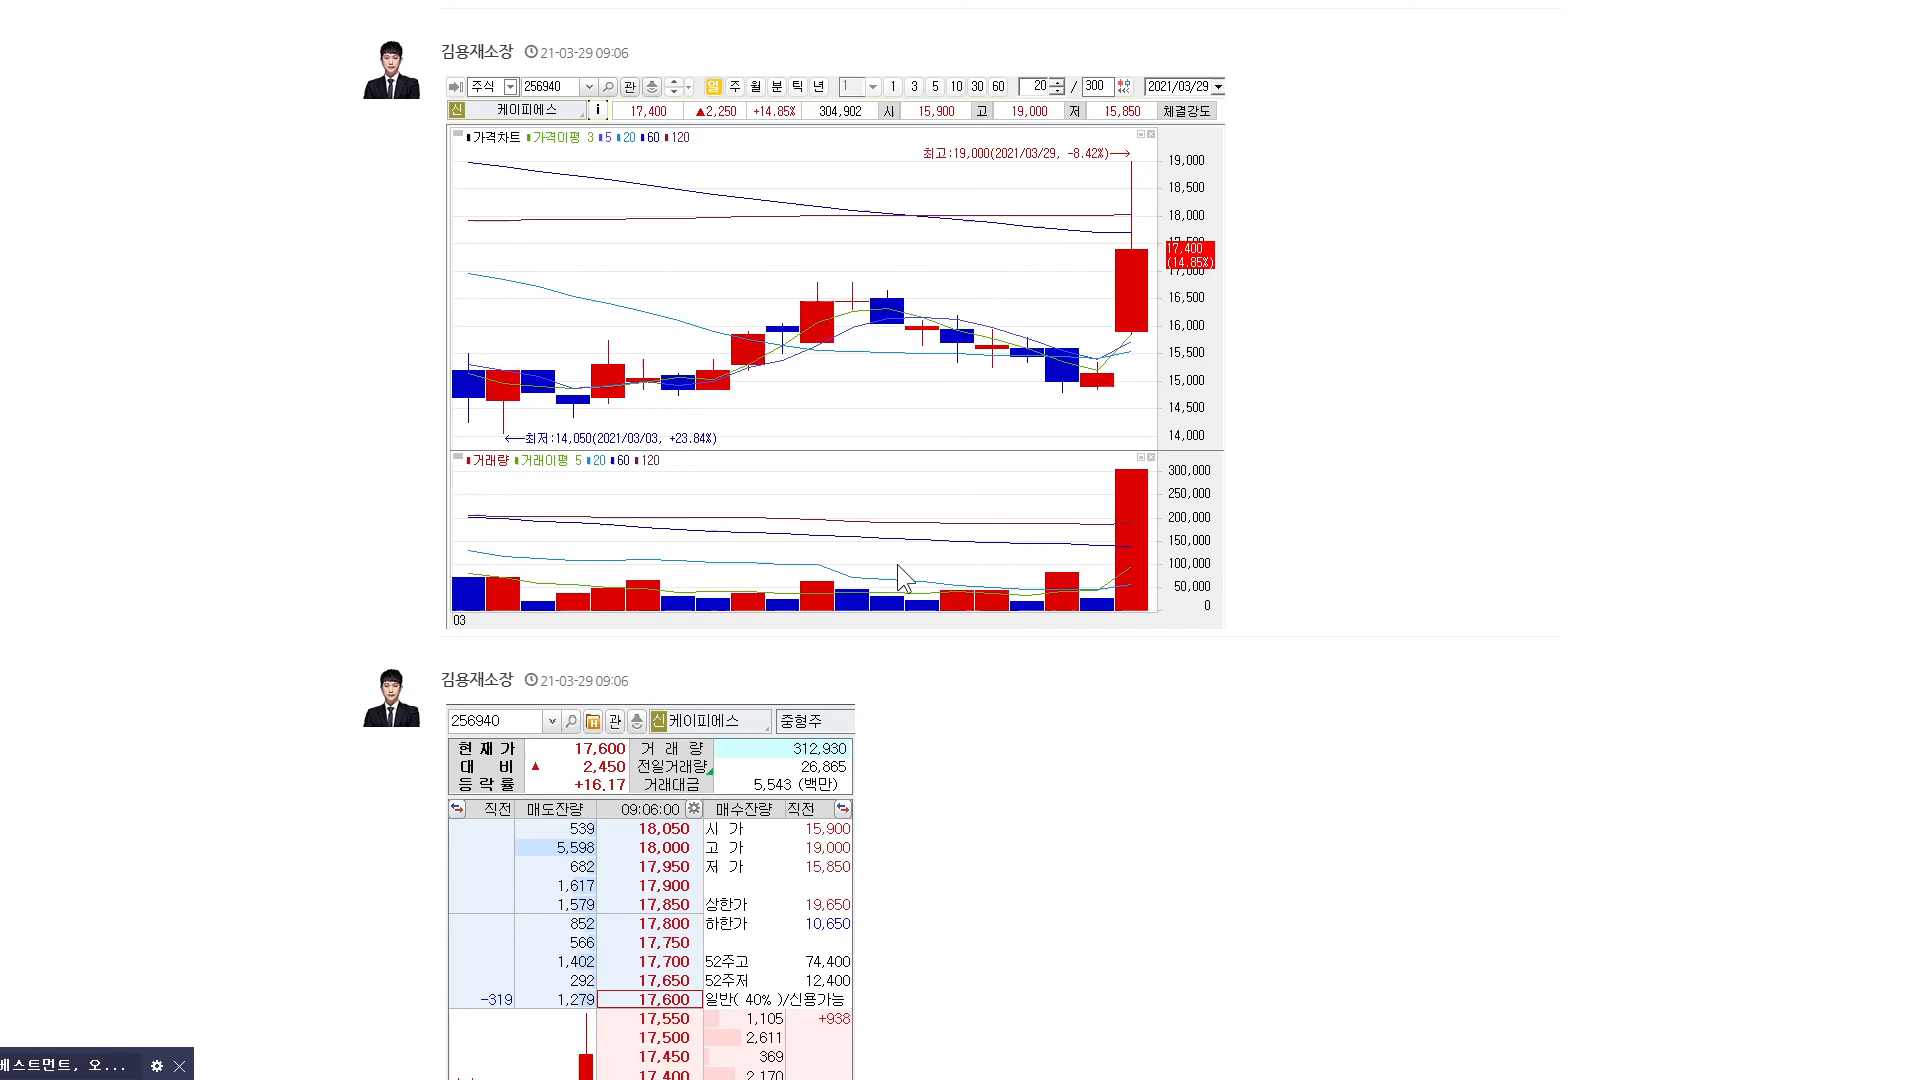 김용재소장 21-03-29 09:06
주식 256940 관 일 주 월 분 틱 년 1 1 3 5 10 30 60 20 / 300 2021/03/29
신 케이피에스 i 17,400 ▲2,250 +14.85% 304,902 시 15,900 고 19,000 저 15,850 체결강도
가격차트 가격이평 3 5 20 60 120
최고:19,000(2021/03/29, -8.42%)→
19,000
18,500
18,000
17,500
17,400
(14.85%)
17,000
16,500
16,000
15,500
15,000
14,500
14,000
←최저:14,050(2021/03/03, +23.84%)
거래량 거래이평 5 20 60 120
300,000
250,000
200,000
150,000
100,000
50,000
0
03
김용재소장 21-03-29 09:06
256940 관 신 케이피에스 중형주
현재가 17,600 거래량 312,930
대비 ▲ 2,450 전일거래량 26,865
등락률 +16.17 거래대금 5,543 (백만)
직전 매도잔량 09:06:00 매수잔량 직전
539 18,050 시가 15,900
5,598 18,000 고가 19,000
682 17,950 저가 15,850
1,617 17,900
1,579 17,850 상한가 19,650
852 17,800 하한가 10,650
566 17,750
1,402 17,700 52주고 74,400
292 17,650 52주저 12,400
-319 1,279 17,600 일반( 40% )/신용가능
17,550 1,105 +938
17,500 2,611
17,450 369
17,400 2,170
베스트먼트, 오...